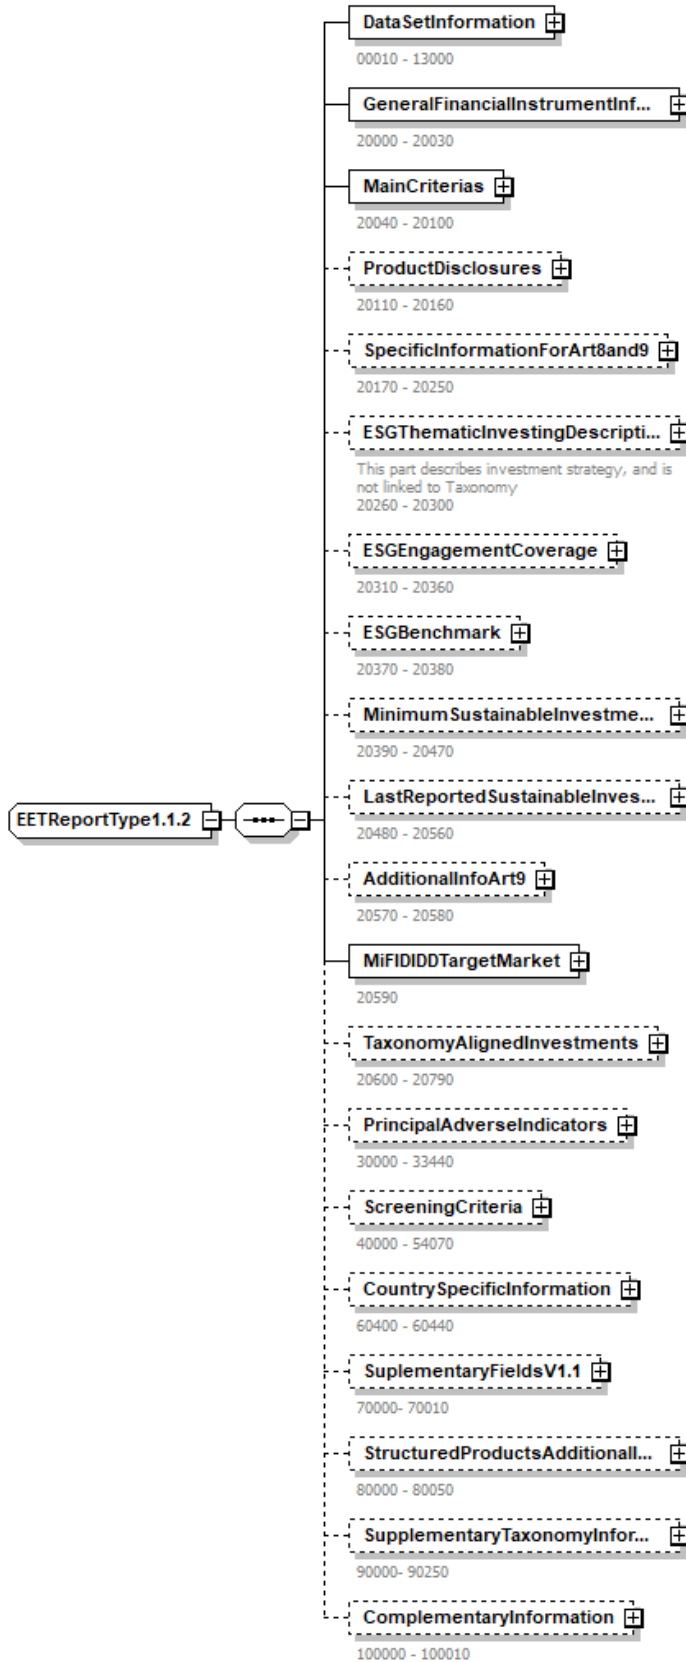 DataSetInformation
00010 - 13000
GeneralFinancialInstrumentInf...
20000 - 20030
MainCriterias
20040 - 20100
ProductDisclosures
20110 - 20160
SpecificInformationForArt8and9
20170 - 20250
ESGThematicInvestingDescripti...
This part describes investment strategy, and is
not linked to Taxonomy
20260 - 20300
ESGEngagementCoverage
20310 - 20360
ESGBenchmark
20370 - 20380
MinimumSustainableInvestme...
20390 - 20470
LastReportedSustainableInves...
20480 - 20560
EETReportType1.1.2
AdditionalInfoArt9
20570 - 20580
MiFIDIDDTargetMarket
20590
TaxonomyAlignedInvestments
20600 - 20790
PrincipalAdverseIndicators
30000 - 33440
ScreeningCriteria
40000 - 54070
CountrySpecificInformation
60400 - 60440
SuplementaryFieldsV1.1
70000- 70010
StructuredProductsAdditionalI...
80000 - 80050
SupplementaryTaxonomyInfor...
90000- 90250
ComplementaryInformation
100000 - 100010